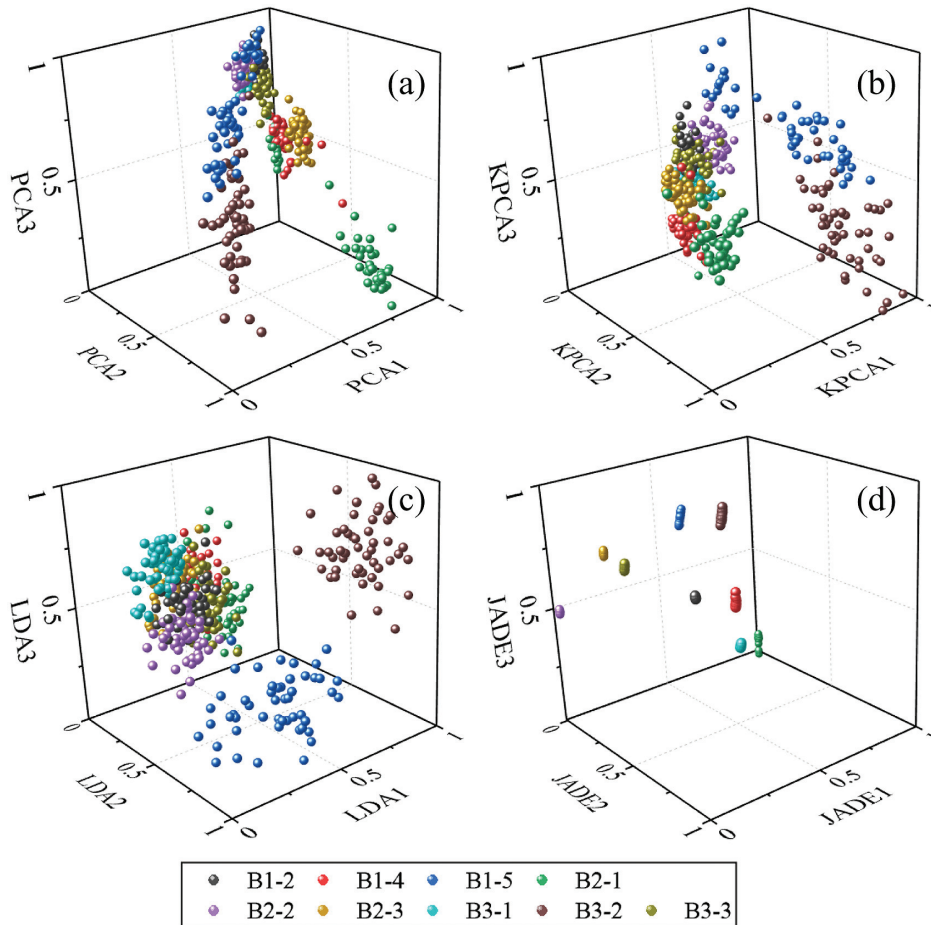 (a)
1
0.5
PCA3
0
0.5
PCA2
1
0
0.5
PCA1
1
(b)
1
0.5
KPCA3
0
0.5
KPCA2
1
0
0.5
KPCA1
1
(c)
1
0.5
LDA3
0
0.5
LDA2
1
0
0.5
LDA1
1
(d)
1
0.5
JADE3
0
0.5
JADE2
1
0
0.5
JADE1
1
B1-2 B1-4 B1-5 B2-1
B2-2 B2-3 B3-1 B3-2 B3-3